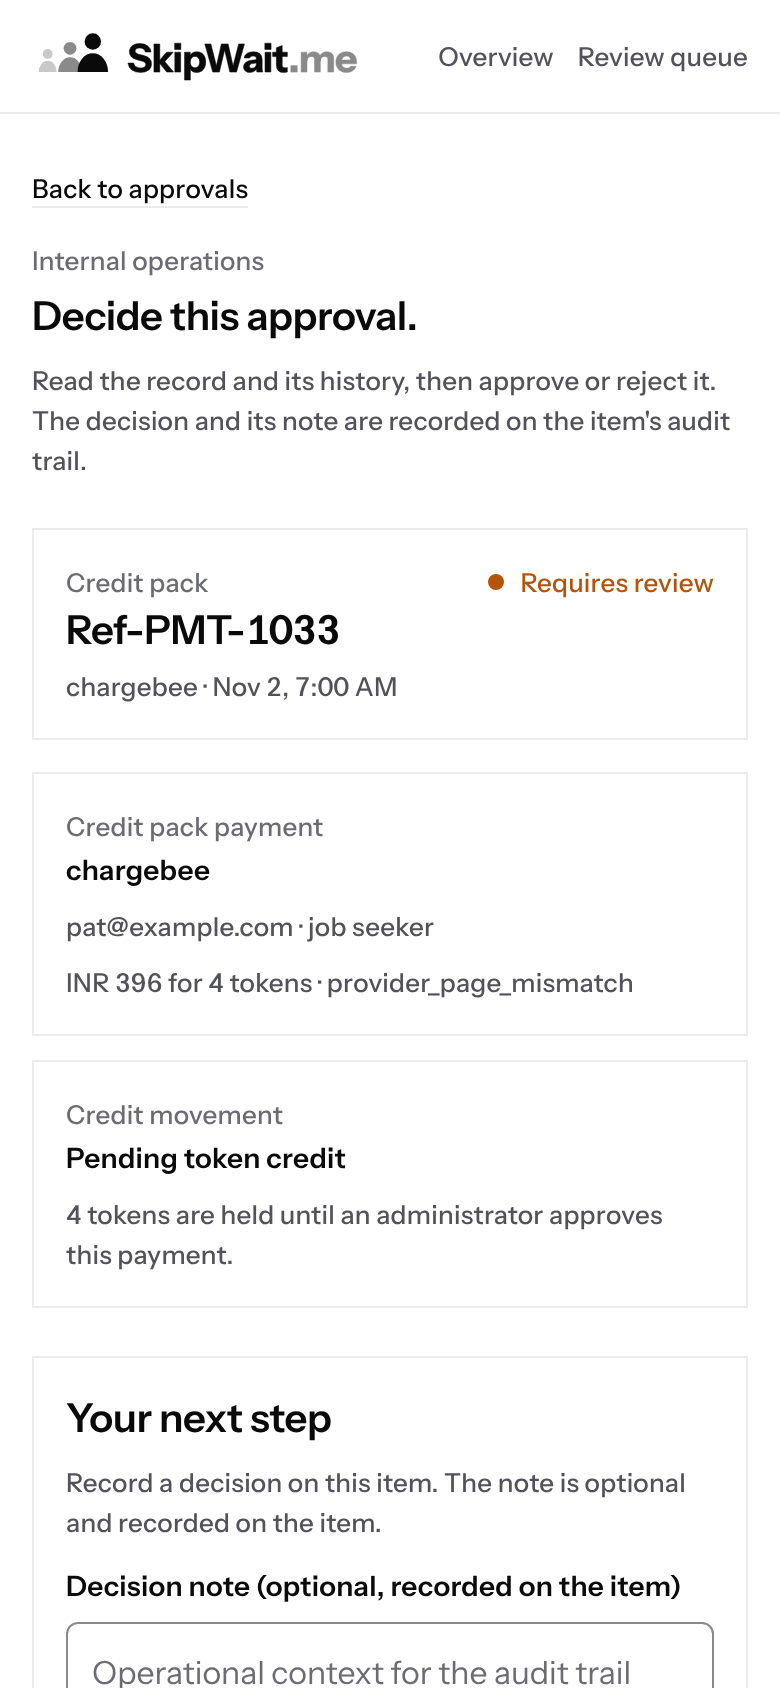 SkipWait.me
Overview
Review queue
Back to approvals
Internal operations
Decide this approval.
Read the record and its history, then approve or reject it.
The decision and its note are recorded on the item's audit
trail.
Credit pack
Requires review
Ref-PMT-1033
chargebee · Nov 2, 7:00 AM
Credit pack payment
chargebee
pat@example.com · job seeker
INR 396 for 4 tokens · provider_page_mismatch
Credit movement
Pending token credit
4 tokens are held until an administrator approves
this payment.
Your next step
Record a decision on this item. The note is optional
and recorded on the item.
Decision note (optional, recorded on the item)
Operational context for the audit trail